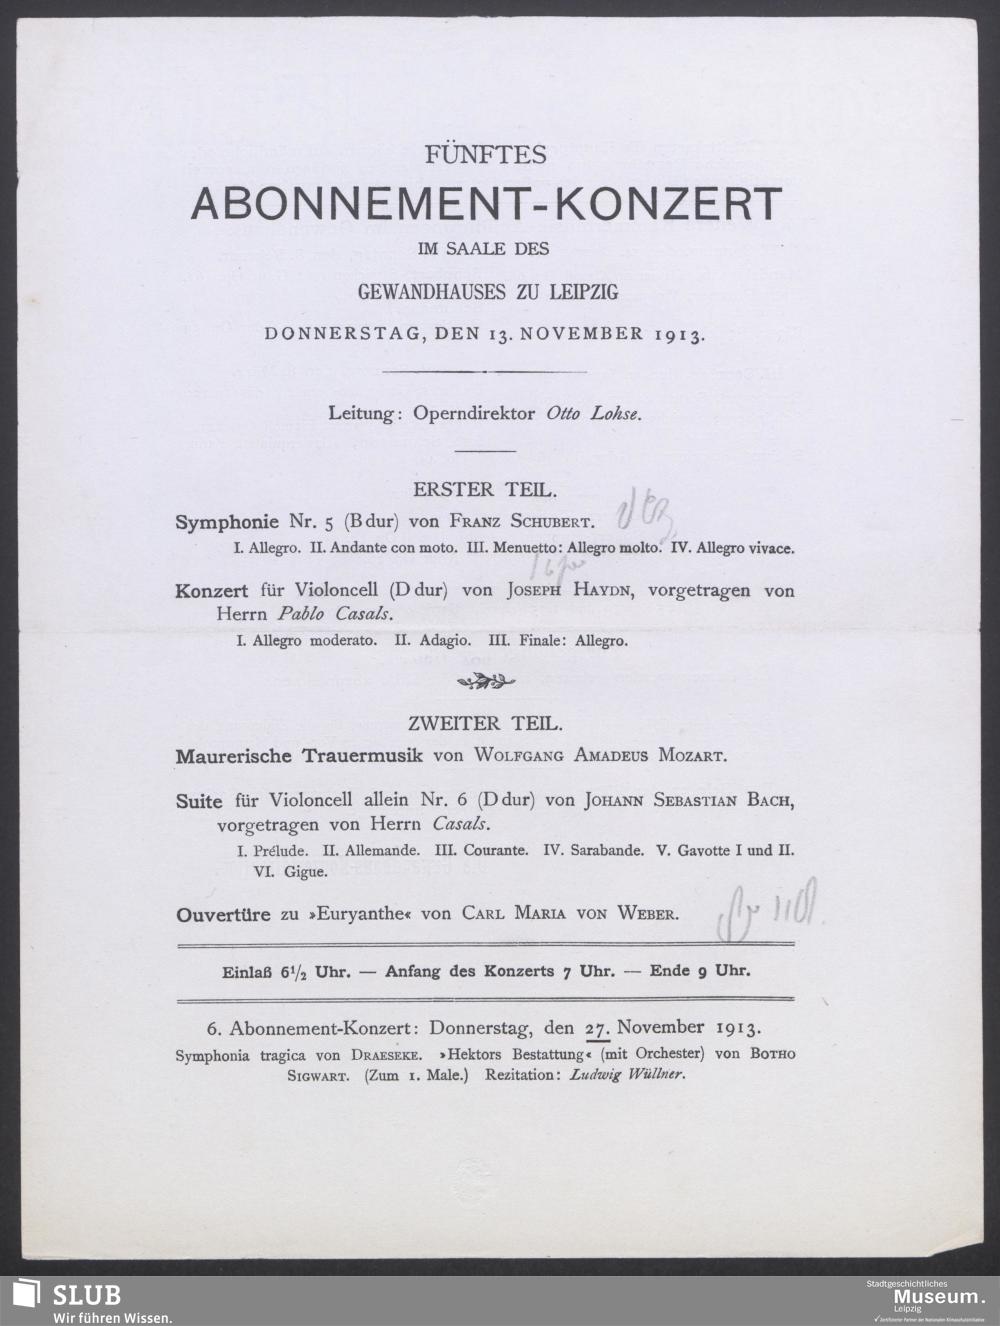 FÜNFTES
ABONNEMENT-KONZERT
IM SAALE DES
GEWANDHAUSES ZU LEIPZIG
DONNERSTAG, DEN 13. NOVEMBER 1913.
Leitung: Operndirektor Otto Lohse.
ERSTER TEIL.
Symphonie Nr. 5 (B dur) von FRANZ SCHUBERT.
I. Allegro. II. Andante con moto. III. Menuetto: Allegro molto. IV. Allegro vivace.
Konzert für Violoncell (D dur) von JOSEPH HAYDN, vorgetragen von
Herrn Pablo Casals.
I. Allegro moderato. II. Adagio. III. Finale: Allegro.
ZWEITER TEIL.
Maurerische Trauermusik von WOLFGANG AMADEUS MOZART.
Suite für Violoncell allein Nr. 6 (D dur) von JOHANN SEBASTIAN BACH,
vorgetragen von Herrn Casals.
I. Prélude. II. Allemande. III. Courante. IV. Sarabande. V. Gavotte I und II.
VI. Gigue.
Ouvertüre zu »Euryanthe« von CARL MARIA VON WEBER.
Einlaß 6½ Uhr. — Anfang des Konzerts 7 Uhr. — Ende 9 Uhr.
6. Abonnement-Konzert: Donnerstag, den 27. November 1913.
Symphonia tragica von DRAESEKE. »Hektors Bestattung« (mit Orchester) von BOTHO
SIGWART. (Zum 1. Male.) Rezitation: Ludwig Wüllner.
SLUB
Wir führen Wissen.
Stadtgeschichtliches
Museum.
Leipzig
Zertifizierter Partner der Nationalen Klimaschutzinitiative